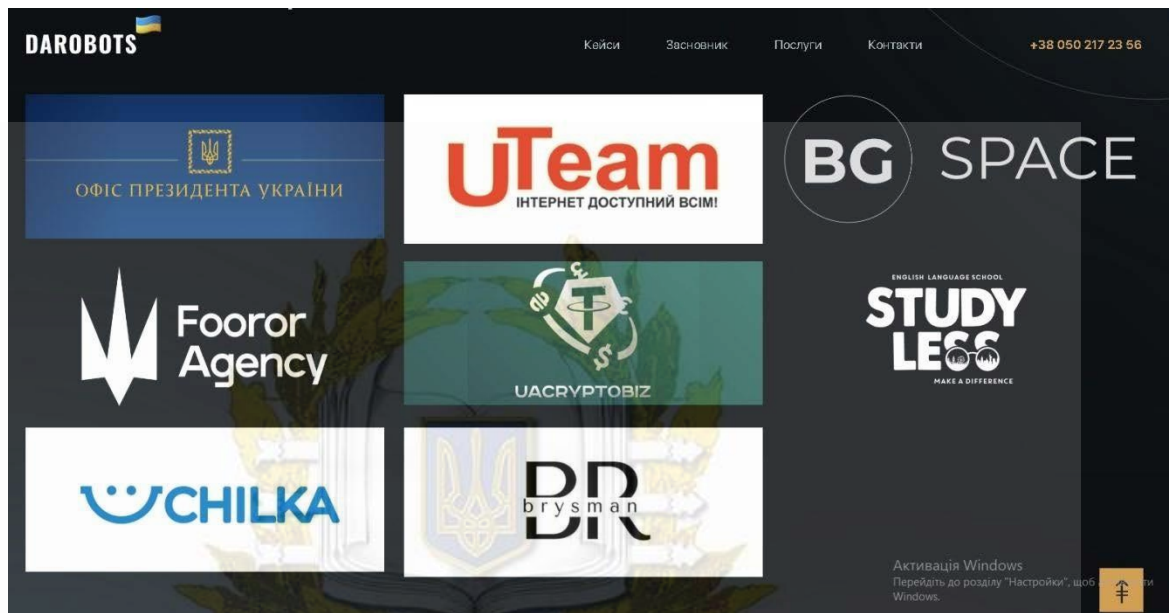 DAROBOTS
Кейси
Засновник
Послуги
Контакти
+38 050 217 23 56
ОФІС ПРЕЗИДЕНТА УКРАЇНИ
uTeam
ІНТЕРНЕТ ДОСТУПНИЙ ВСІМ!
BG SPACE
Fooror
Agency
UACRYPTOBIZ
ENGLISH LANGUAGE SCHOOL
STUDY
LESS
MAKE A DIFFERENCE
CHILKA
BR
brysman
Активація Windows
Перейдіть до розділу "Настройки", щоб
Windows.